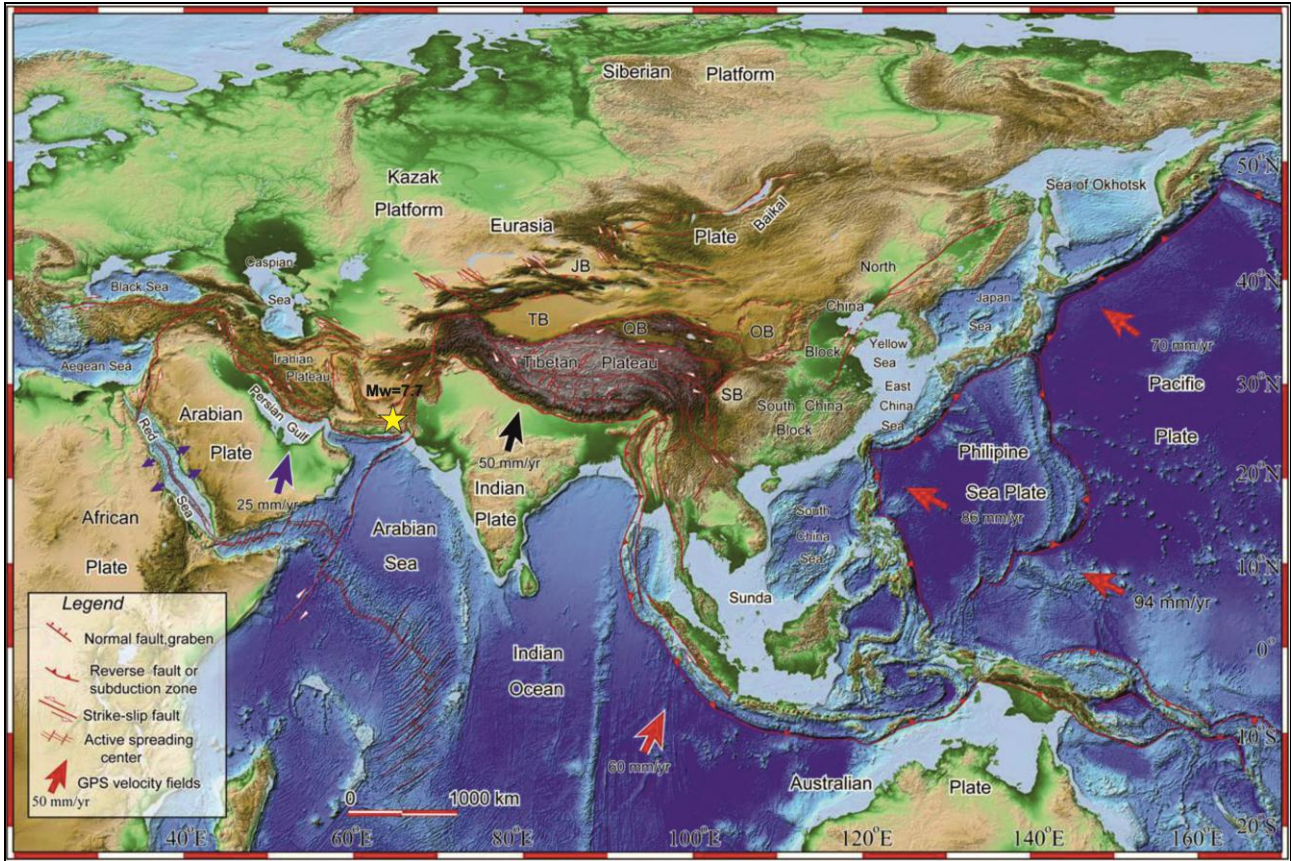 Siberian Platform
50°N
Sea of Okhotsk
Kazak
Platform
Eurasia
Plate
Baikal
Caspian
Sea
JB
North
40°N
Black Sea
China
Japan
Sea
TB
QB
OB
70 mm/yr
Iranian
Plateau
Block
Yellow
Sea
Aegean Sea
Tibetan Plateau
30°N
Mw=7.7
Pacific
Plate
Persian Gulf
SB
East
China
Sea
Arabian
Plate
South China
Block
Red
Sea
50 mm/yr
Philipine
Sea Plate
20°N
25 mm/yr
Indian
Plate
86 mm/yr
African
Plate
Arabian
Sea
South
China
Sea
10°N
94 mm/yr
Sunda
Legend
Normal fault,graben
Reverse fault or
subduction zone
Strike-slip fault
Active spreading
center
GPS velocity fields
50 mm/yr
0°
Indian
Ocean
10°S
60 mm/yr
Australian
Plate
0 1000 km
40°E
60°E
80°E
100°E
120°E
140°E
160°E
20°S